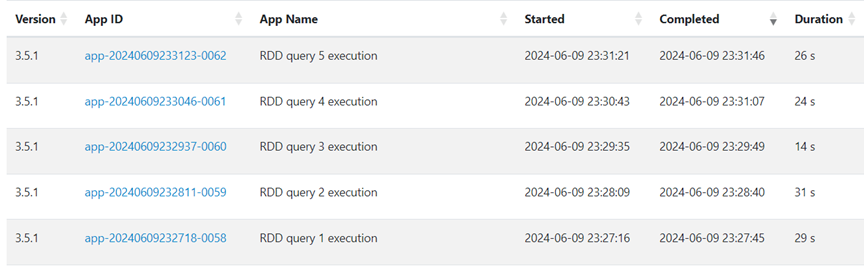 Version App ID App Name Started Completed Duration
3.5.1 app-20240609233123-0062 RDD query 5 execution 2024-06-09 23:31:21 2024-06-09 23:31:46 26 s
3.5.1 app-20240609233046-0061 RDD query 4 execution 2024-06-09 23:30:43 2024-06-09 23:31:07 24 s
3.5.1 app-20240609232937-0060 RDD query 3 execution 2024-06-09 23:29:35 2024-06-09 23:29:49 14 s
3.5.1 app-20240609232811-0059 RDD query 2 execution 2024-06-09 23:28:09 2024-06-09 23:28:40 31 s
3.5.1 app-20240609232718-0058 RDD query 1 execution 2024-06-09 23:27:16 2024-06-09 23:27:45 29 s